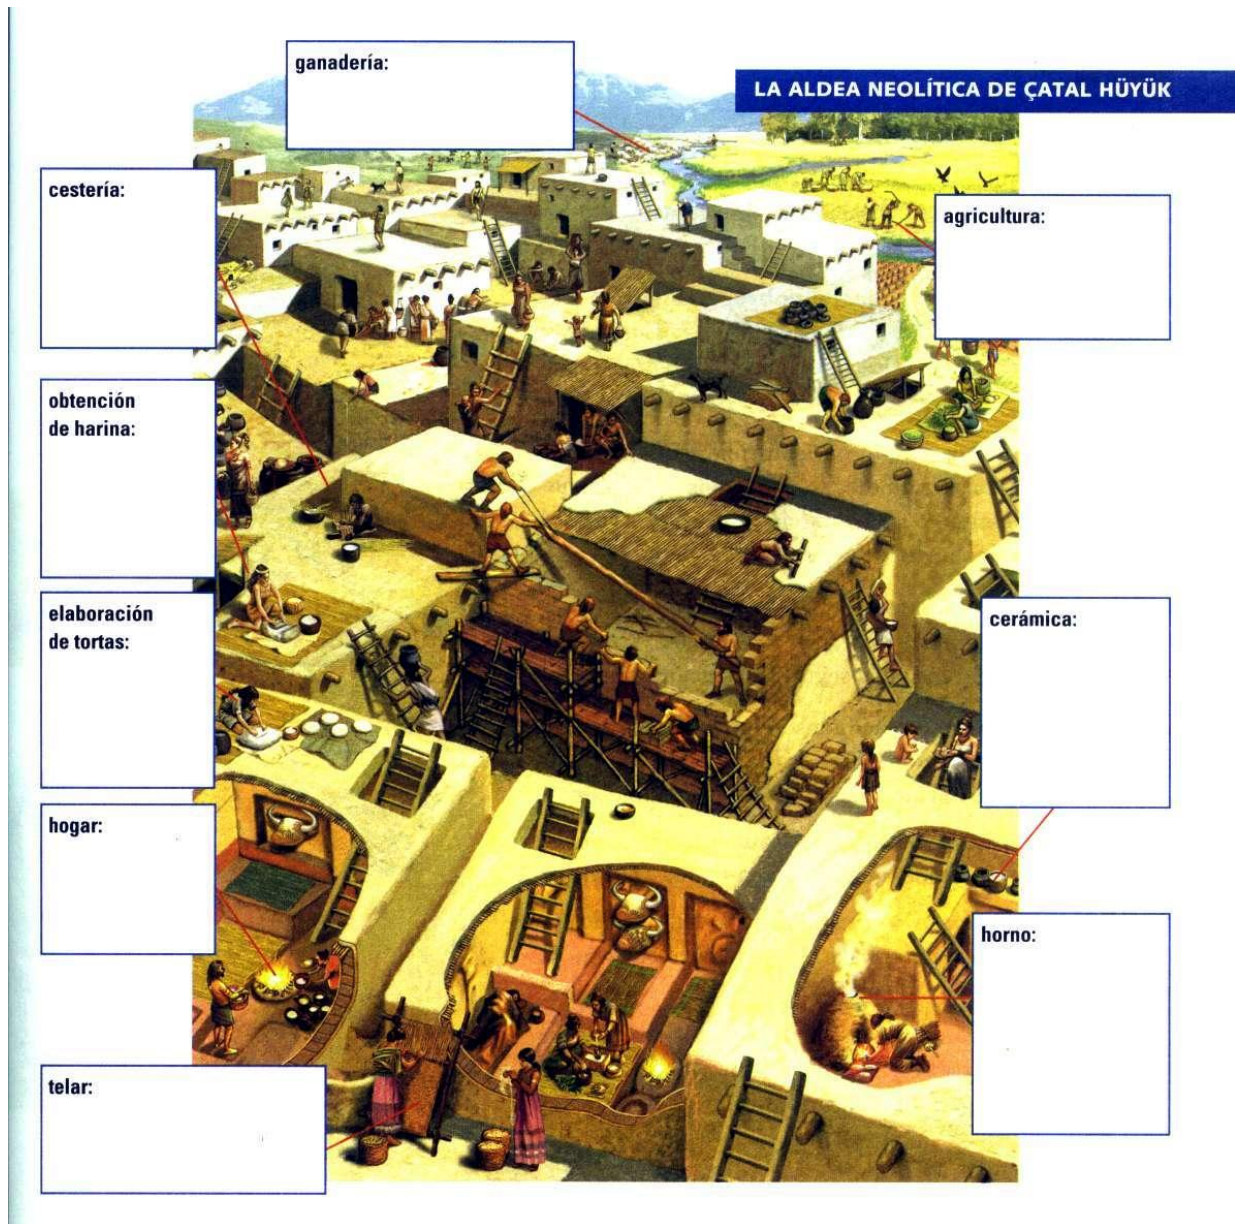 ganadería:
LA ALDEA NEOLÍTICA DE ÇATAL HÜYÜK
cestería:
agricultura:
obtención
de harina:
elaboración
de tortas:
cerámica:
hogar:
horno:
telar: